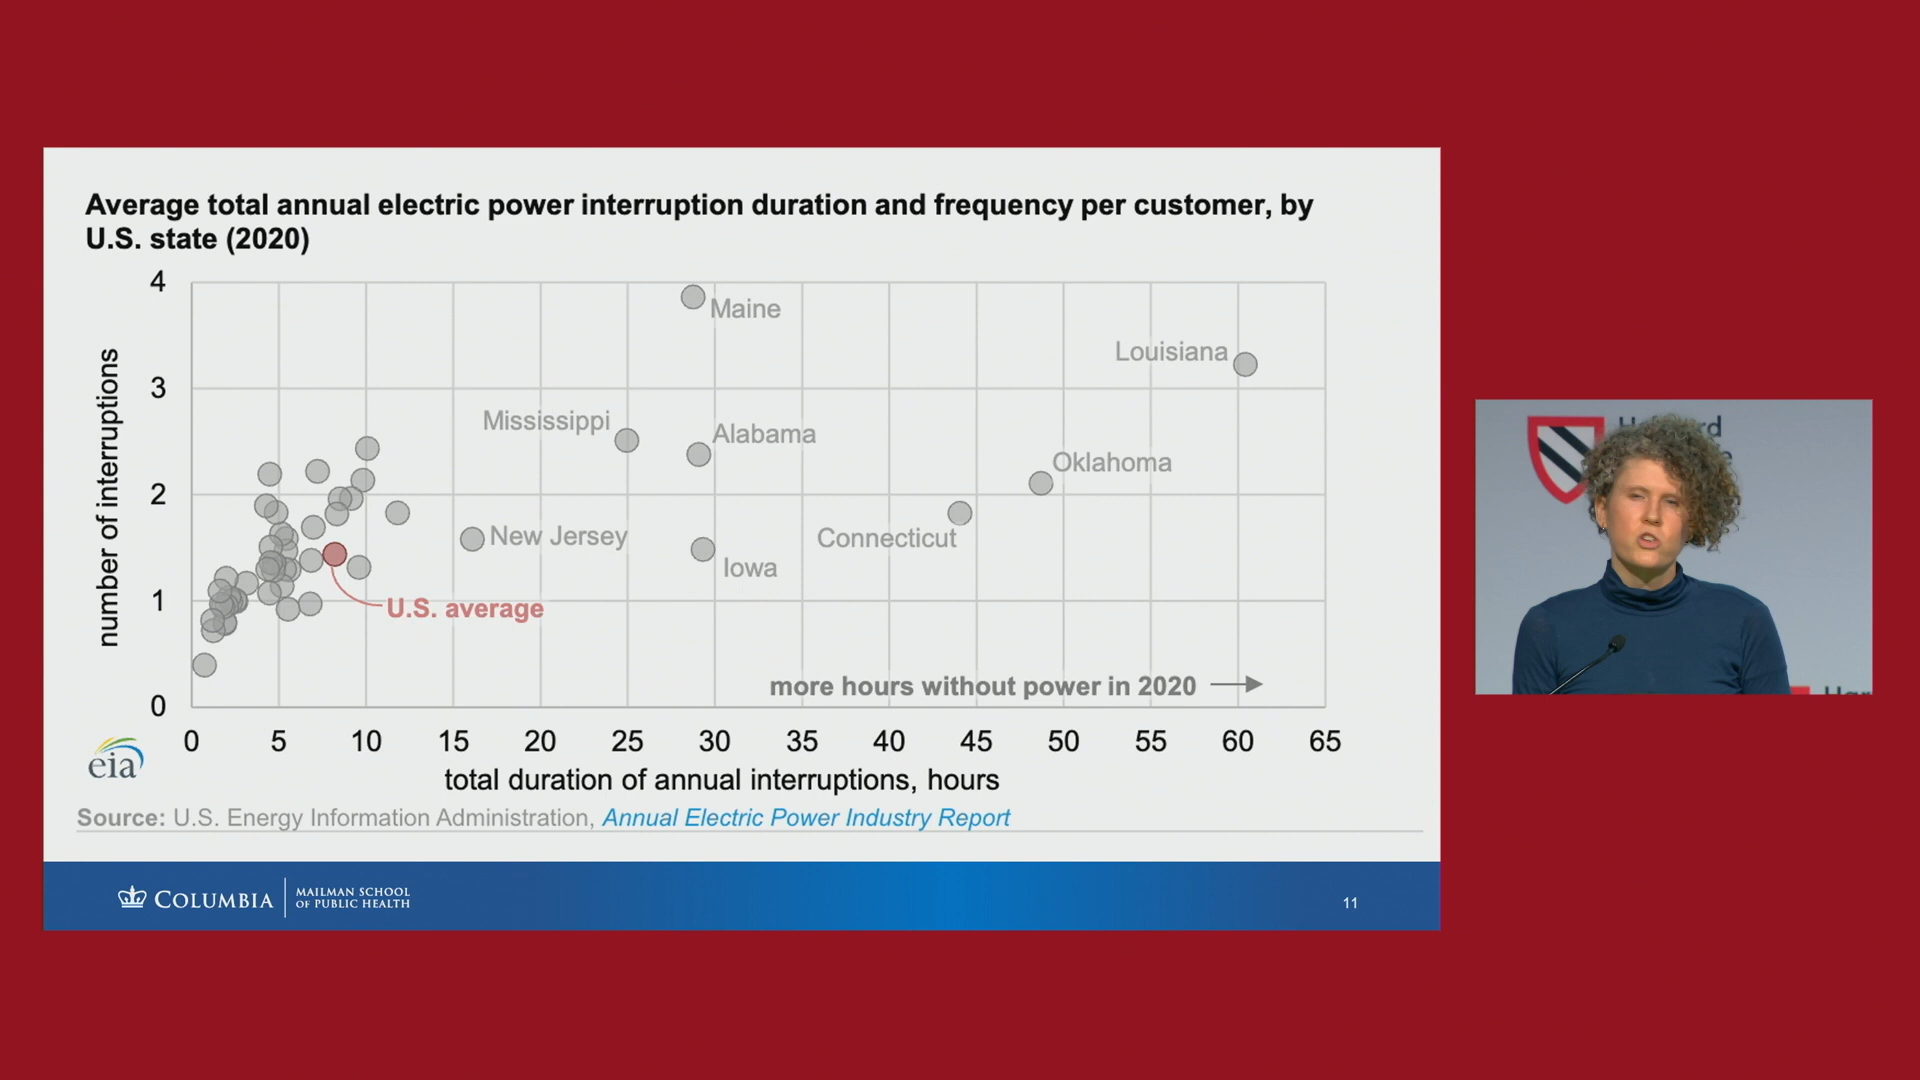 Average total annual electric power interruption duration and frequency per customer, by
U.S. state (2020)
number of interruptions
4
3
2
1
0
Maine
Louisiana
Mississippi
Alabama
Oklahoma
New Jersey
Connecticut
Iowa
U.S. average
more hours without power in 2020
0 5 10 15 20 25 30 35 40 45 50 55 60 65
total duration of annual interruptions, hours
eia
Source: U.S. Energy Information Administration, Annual Electric Power Industry Report
COLUMBIA
MAILMAN SCHOOL
OF PUBLIC HEALTH
11